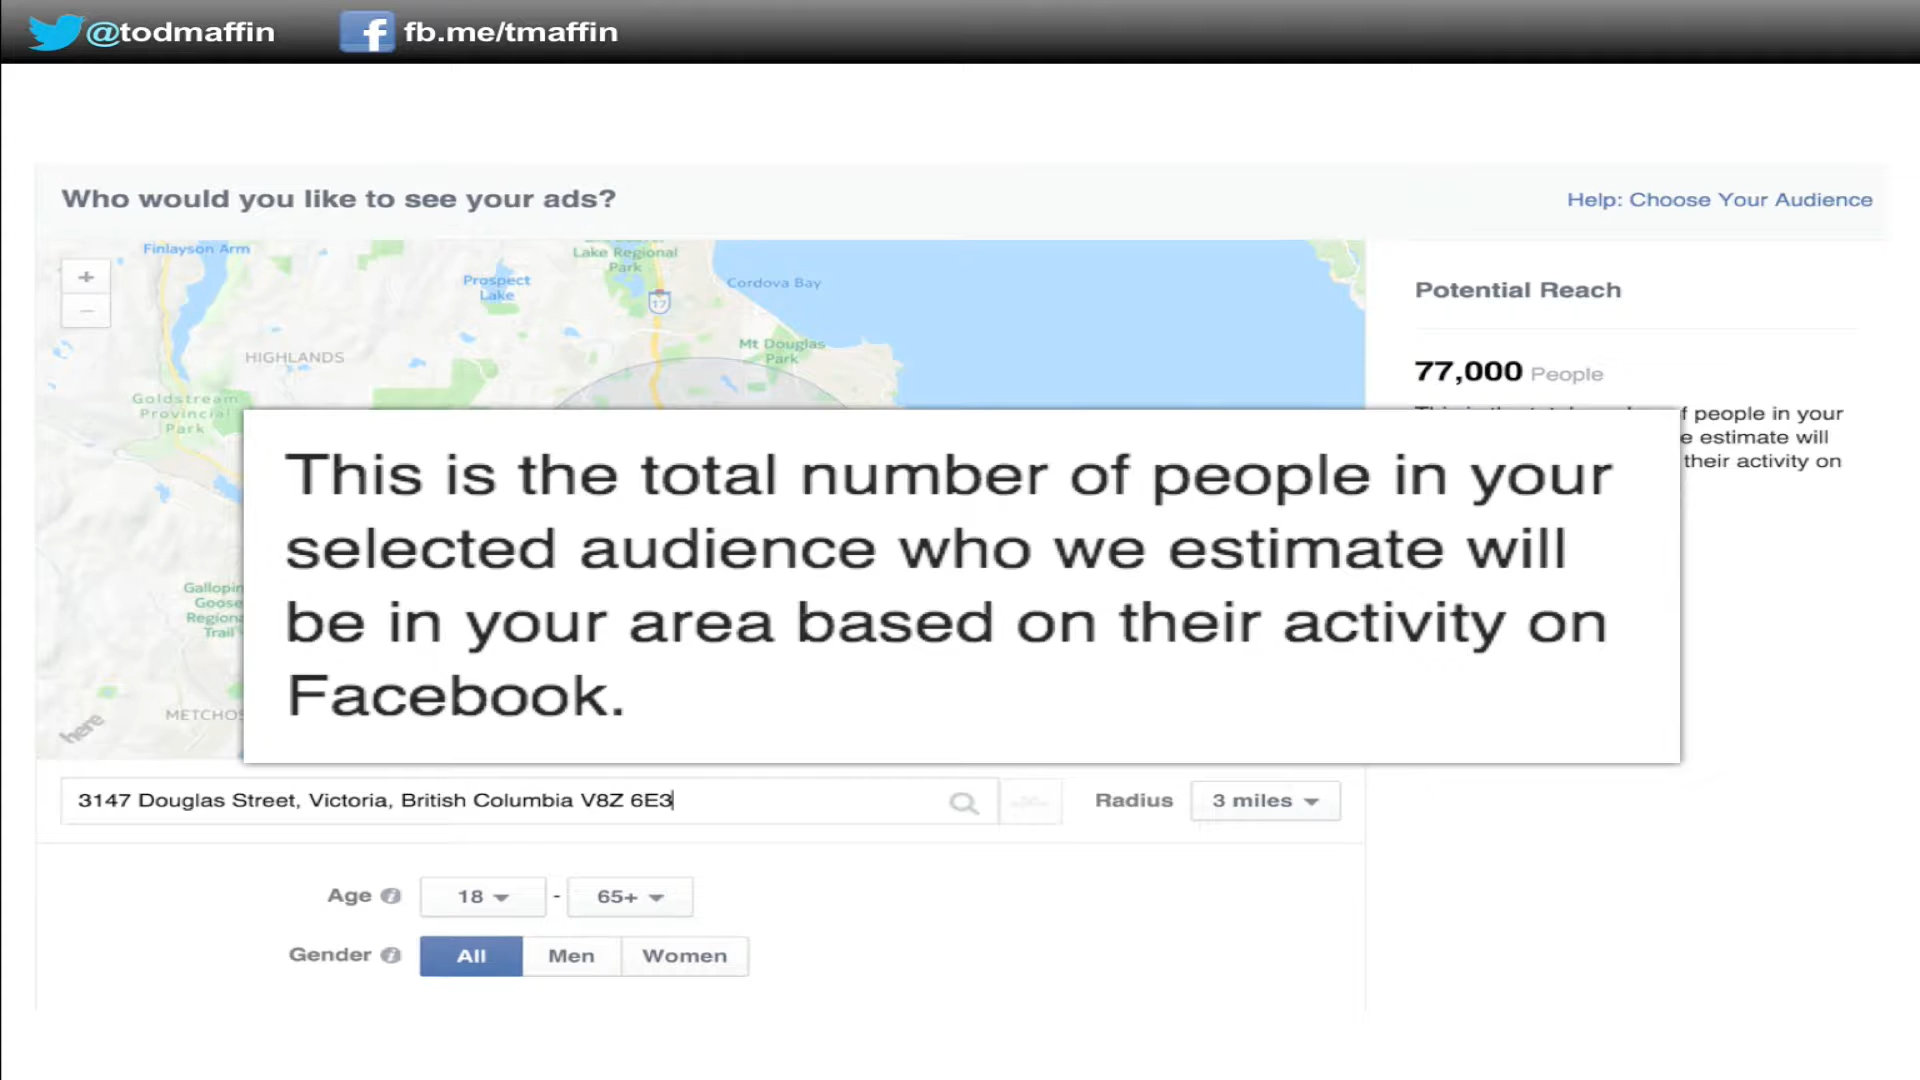 @todmaffin
fb.me/tmaffin
Who would you like to see your ads?
Help: Choose Your Audience
+
−
Finlayson Arm
Prospect
Lake
Lake Regional
Park
17
Cordova Bay
Mt Douglas
Park
HIGHLANDS
Goldstream
Provincial
Park
Goose
Trail
here
Potential Reach
77,000 People
people in your
estimate will
their activity on
This is the total number of people in your
selected audience who we estimate will
be in your area based on their activity on
Facebook.
3147 Douglas Street, Victoria, British Columbia V8Z 6E3
Radius
3 miles
Age
18
-
65+
Gender
All
Men
Women